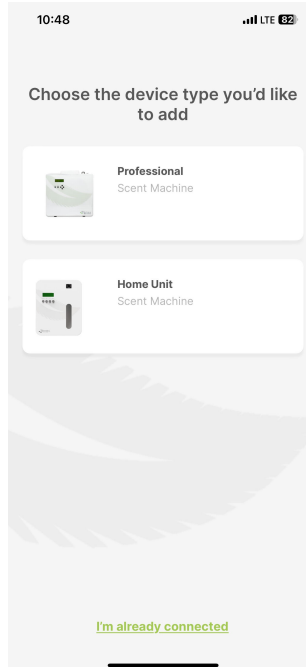 10:48
LTE 82
Choose the device type you’d like
to add
Professional
Scent Machine
Home Unit
Scent Machine
I’m already connected